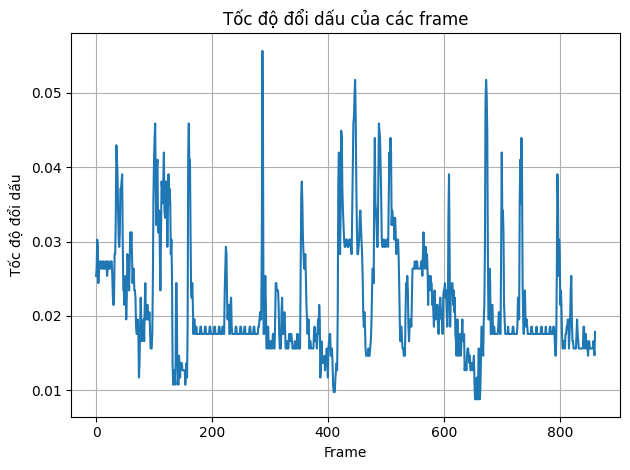 Tốc độ đổi dấu của các frame
Tốc độ đổi dấu
0.05
0.04
0.03
0.02
0.01
0 200 400 600 800
Frame